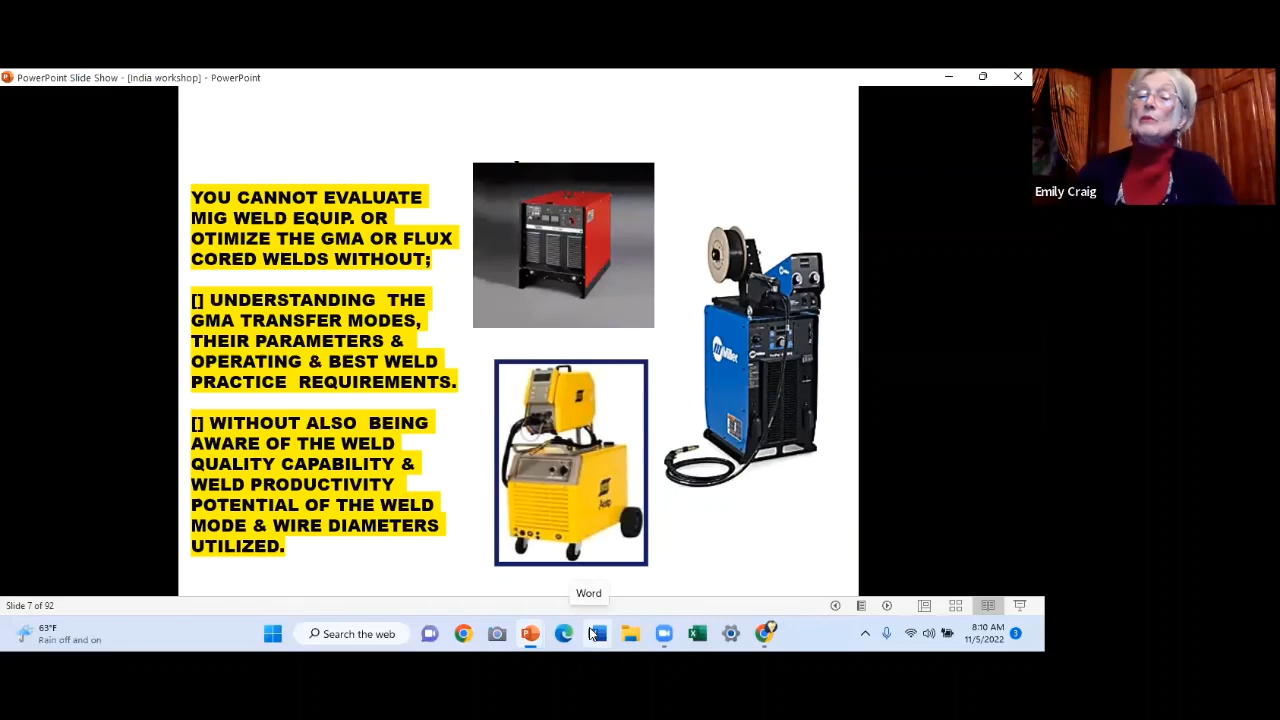 PowerPoint Slide Show - [India workshop] - PowerPoint
Emily Craig
YOU CANNOT EVALUATE
MIG WELD EQUIP. OR
OTIMIZE THE GMA OR FLUX
CORED WELDS WITHOUT;
[] UNDERSTANDING THE
GMA TRANSFER MODES,
THEIR PARAMETERS &
OPERATING & BEST WELD
PRACTICE REQUIREMENTS.
[] WITHOUT ALSO BEING
AWARE OF THE WELD
QUALITY CAPABILITY &
WELD PRODUCTIVITY
POTENTIAL OF THE WELD
MODE & WIRE DIAMETERS
UTILIZED.
Miller
Word
Slide 7 of 92
63°F
Rain off and on
Search the web
8:10 AM
11/5/2022
3